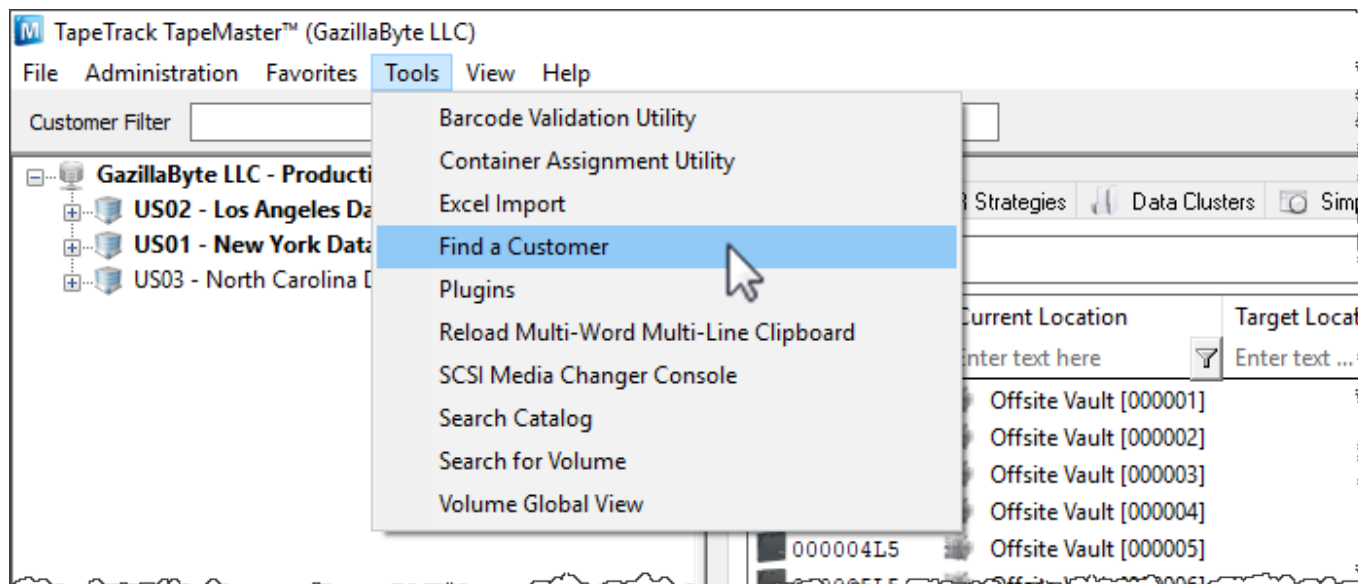 TapeTrack TapeMaster™ (GazillaByte LLC)
File Administration Favorites Tools View Help
Customer Filter
Barcode Validation Utility
Container Assignment Utility
Excel Import
Find a Customer
Plugins
Reload Multi-Word Multi-Line Clipboard
SCSI Media Changer Console
Search Catalog
Search for Volume
Volume Global View
GazillaByte LLC - Producti
US02 - Los Angeles Da
US01 - New York Data
US03 - North Carolina D
Strategies Data Clusters Simp
Current Location Target Locat
Enter text here Enter text ...
Offsite Vault [000001]
Offsite Vault [000002]
Offsite Vault [000003]
Offsite Vault [000004]
000004L5 Offsite Vault [000005]